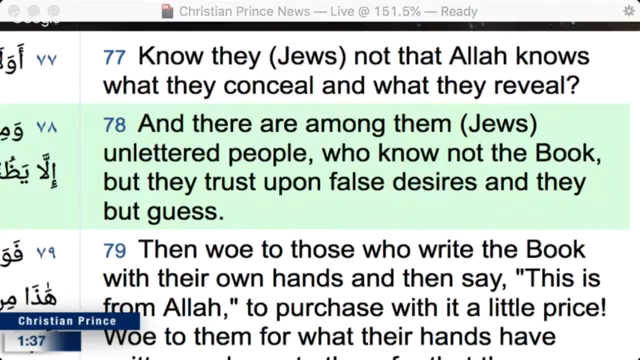 Christian Prince News — Live @ 151.5% — Ready
77 Know they (Jews) not that Allah knows
what they conceal and what they reveal?
٧٧
78 And there are among them (Jews)
unlettered people, who know not the Book,
but they trust upon false desires and they
but guess.
٧٨
إِلَّا
79 Then woe to those who write the Book
with their own hands and then say, "This is
from Allah," to purchase with it a little price!
Woe to them for what their hands have
٧٩
هَٰذَا
Christian Prince
1:37